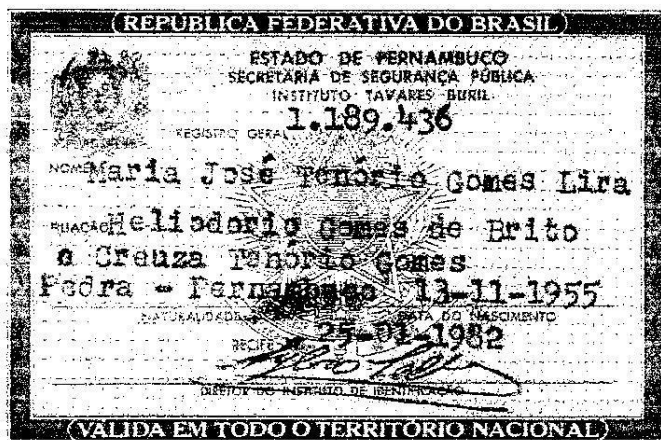 (REPÚBLICA FEDERATIVA DO BRASIL)
ESTADO DE PERNAMBUCO
SECRETARIA DE SEGURANÇA PÚBLICA
INSTITUTO TAVARES BURIL
REGISTRO GERAL 1.189.436
NOME Maria José Tenório Gomes Lira
FILIAÇÃO Heliodorio Gomes de Brito
e Creuza Tenório Gomes
Pedra - Pernambuco 13-11-1955
NATURALIDADE DATA DO NASCIMENTO
RECIFE 25-01-1982
DIRETOR DO INSTITUTO DE IDENTIFICAÇÃO
(VÁLIDA EM TODO O TERRITÓRIO NACIONAL)